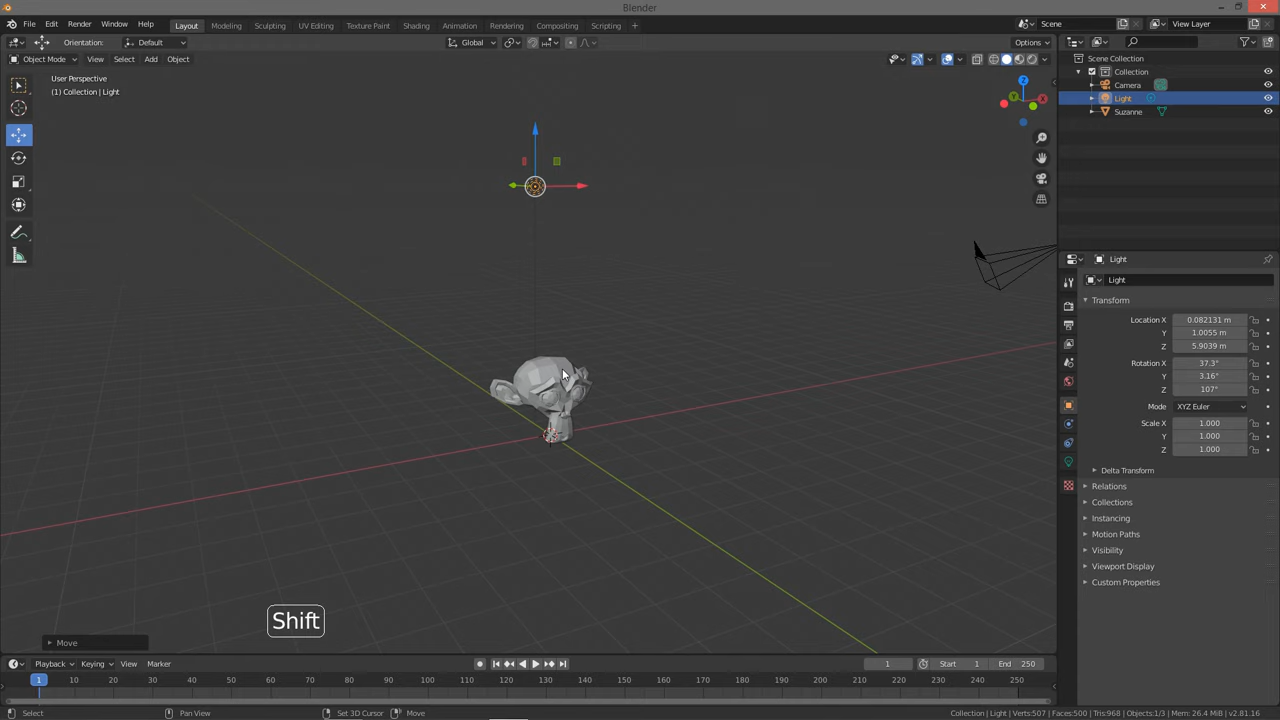 Blender
File Edit Render Window Help
Layout Modeling Sculpting UV Editing Texture Paint Shading Animation Rendering Compositing Scripting +
Scene
View Layer
Orientation: Default
Global
Options
Object Mode View Select Add Object
User Perspective
(1) Collection | Light
Z
Y
X
Scene Collection
Collection
Camera
Light
Suzanne
Light
Light
Transform
Location X 0.082131 m
Y 1.0055 m
Z 5.9039 m
Rotation X 37.3°
Y 3.16°
Z 107°
Mode XYZ Euler
Scale X 1.000
Y 1.000
Z 1.000
Delta Transform
Relations
Collections
Instancing
Motion Paths
Visibility
Viewport Display
Custom Properties
Shift
Move
Playback Keying View Marker
1
Start 1
End 250
1 10 20 30 40 50 60 70 80 90 100 110 120 130 140 150 160 170 180 190 200 210 220 230 240 250
Select
Pan View
Set 3D Cursor
Move
Collection | Light | Verts:507 | Faces:500 | Tris:968 | Objects:1/3 | Mem: 26.4 MiB | v2.81.16